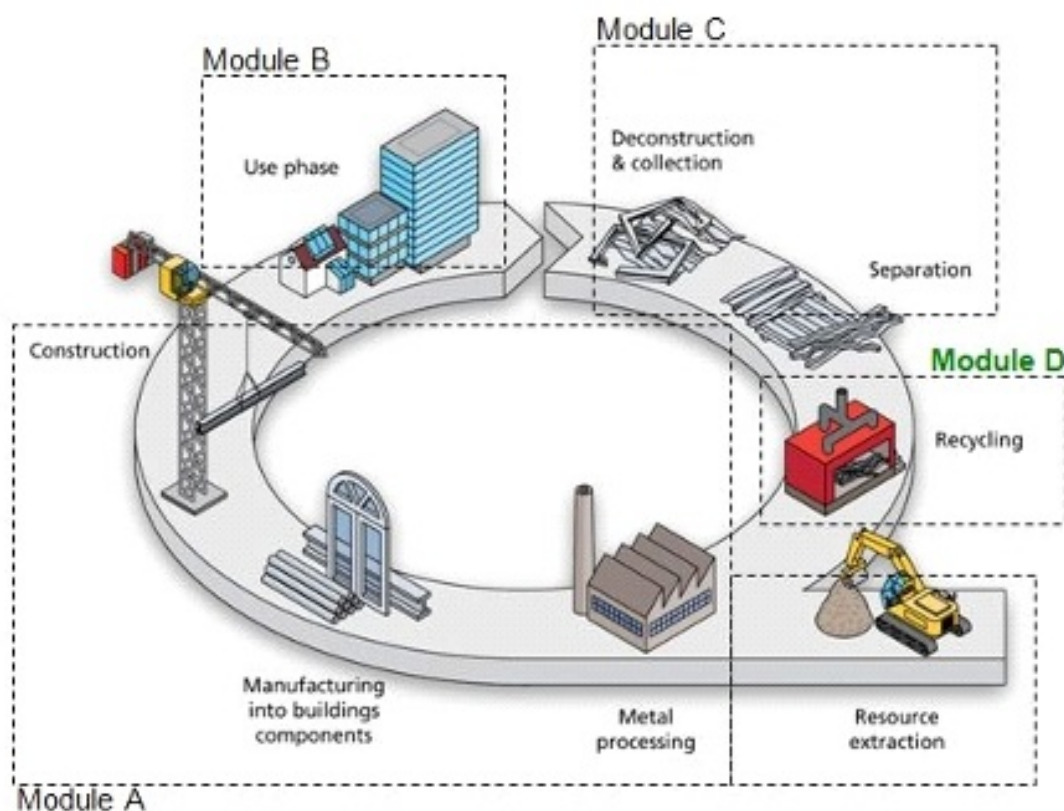 Module C
Module B
Deconstruction
& collection
Use phase
Separation
Construction
Module D
Recycling
Manufacturing
into buildings
components
Metal
processing
Resource
extraction
Module A